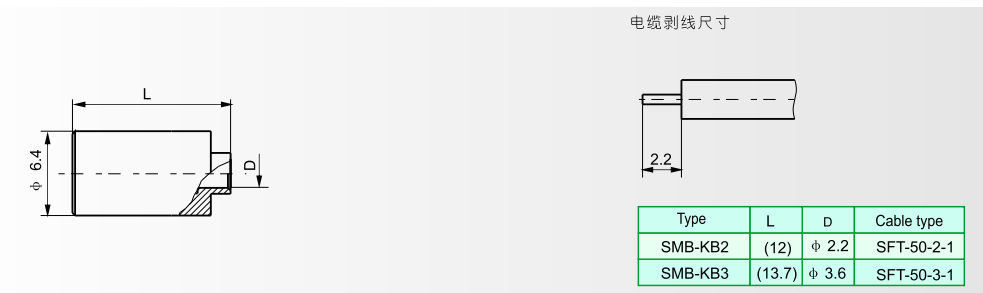 电缆剥线尺寸
L
φ 6.4
D
2.2
Type L D Cable type
SMB-KB2 (12) φ 2.2 SFT-50-2-1
SMB-KB3 (13.7) φ 3.6 SFT-50-3-1